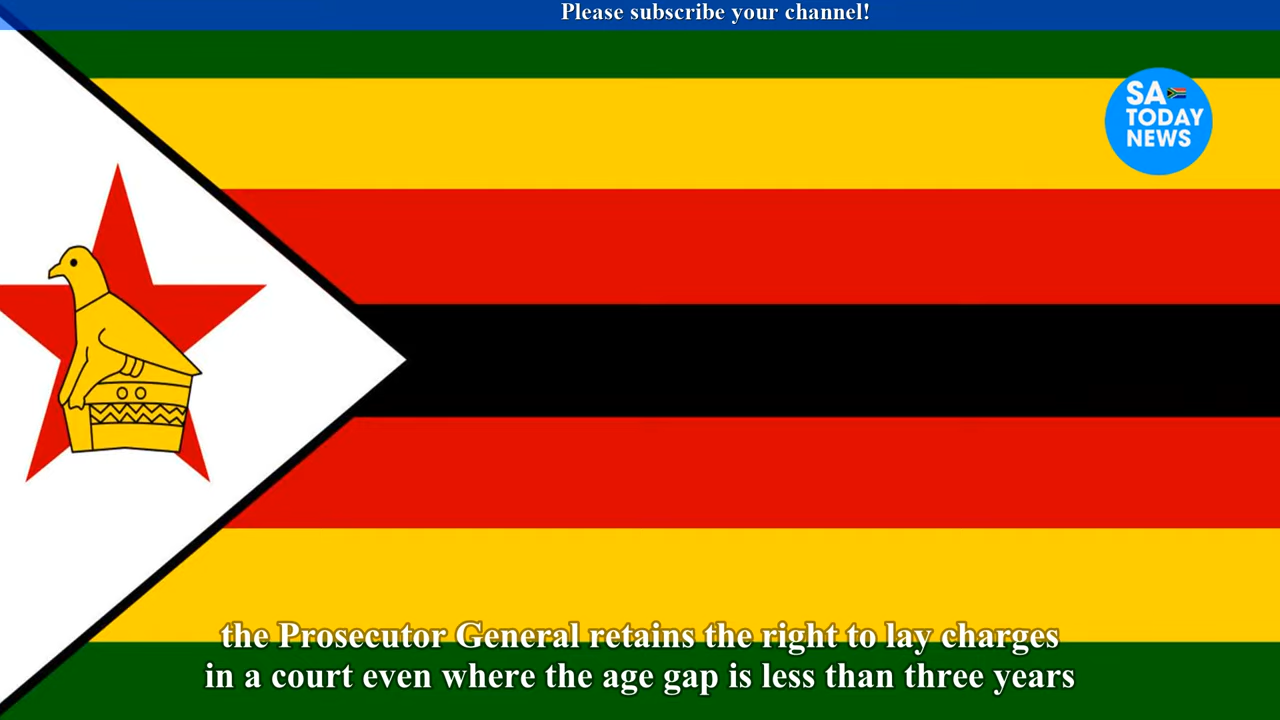 Please subscribe your channel!
SA
TODAY
NEWS
the Prosecutor General retains the right to lay charges
in a court even where the age gap is less than three years